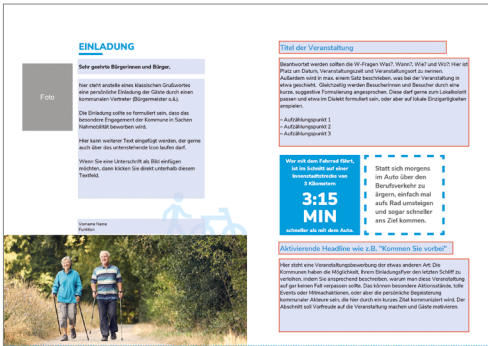 EINLADUNG
Sehr geehrte Bürgerinnen und Bürger,
Foto
hier steht anstelle eines klassischen Grußwortes
eine persönliche Einladung der Gäste durch einen
kommunalen Vertreter (Bürgermeister o.ä.).
Die Einladung sollte so formuliert sein, dass das
besondere Engagement der Kommune in Sachen
Nahmobilität beworben wird.
Hier kann weiterer Text eingefügt werden, der gerne
auch über das untenstehende Icon laufen darf.
Wenn Sie eine Unterschrift als Bild einfügen
möchten, dann klicken Sie direkt unterhalb diesem
Textfeld.
Vorname Name
Funktion
Titel der Veranstaltung
Beantwortet werden sollten die W-Fragen Was?, Wann?, Wie? und Wo?: Hier ist
Platz um Datum, Veranstaltungszeit und Veranstaltungsort zu nennen.
Außerdem wird in max. einem Satz beschrieben, was bei der Veranstaltung in
etwa geschieht. Gleichzeitig werden Besucherinnen und Besucher durch eine
kurze, suggestive Formulierung angesprochen. Diese darf gerne zum Lokalkolorit
passen und etwa im Dialekt formuliert sein, oder aber auf lokale Einzigartigkeiten
anspielen.
– Aufzählungspunkt 1
– Aufzählungspunkt 2
– Aufzählungspunkt 3
Wer mit dem Fahrrad fährt,
ist im Schnitt auf einer
Innenstadtstrecke von
3 Kilometern
3:15
MIN
schneller als mit dem Auto.
Statt sich morgens
im Auto über den
Berufsverkehr zu
ärgern, einfach mal
aufs Rad umsteigen
und sogar schneller
ans Ziel kommen.
Aktivierende Headline wie z.B. "Kommen Sie vorbei"
Hier steht eine Veranstaltungsbewerbung der etwas anderen Art: Die
Kommunen haben die Möglichkeit, Ihrem Einladungsflyer den letzten Schliff zu
verleihen, indem Sie ansprechend beschreiben, warum man diese Veranstaltung
auf gar keinen Fall verpassen sollte. Das können besondere Aktionsstände, tolle
Events oder Mitmachaktionen, oder aber die persönliche Begeisterung
kommunaler Akteure sein, die hier durch ein kurzes Zitat kommuniziert wird. Der
Abschnitt soll Vorfreude auf die Veranstaltung machen und Gäste motivieren.